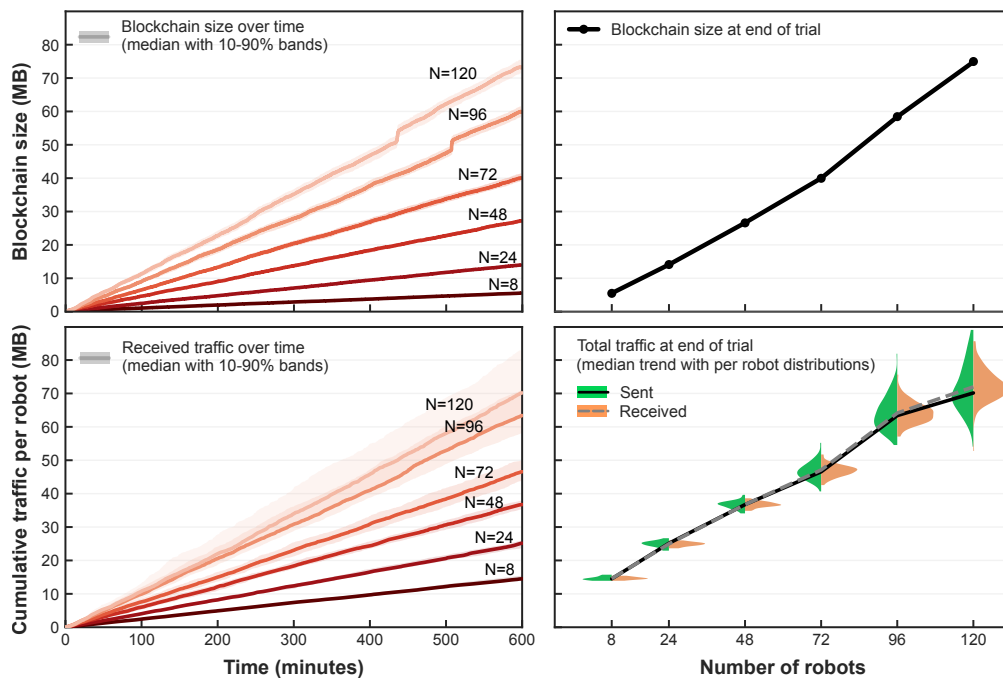 Blockchain size over time
(median with 10-90% bands)
Blockchain size (MB)
80
70
60
50
40
30
20
10
0
N=120
N=96
N=72
N=48
N=24
N=8
Blockchain size at end of trial
Received traffic over time
(median with 10-90% bands)
Cumulative traffic per robot (MB)
80
70
60
50
40
30
20
10
0
N=120
N=96
N=72
N=48
N=24
N=8
0
100
200
300
400
500
600
Time (minutes)
Total traffic at end of trial
(median trend with per robot distributions)
Sent
Received
8
24
48
72
96
120
Number of robots